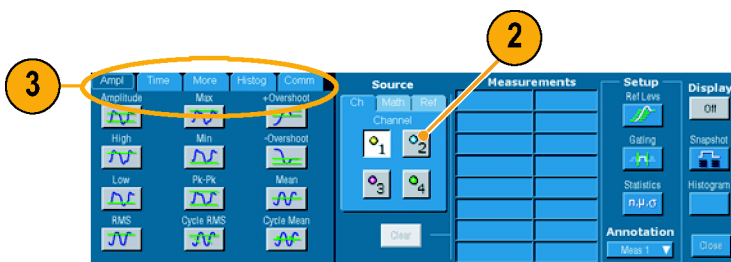 2
3
Ampl Time More Histog Comm
Amplitude Max +Overshoot
High Min -Overshoot
Low Pk-Pk Mean
RMS Cycle RMS Cycle Mean
Source
Ch Math Ref
Channel
1 2
3 4
Clear
Measurements
Setup
Ref Levs
Gating
Statistics
n.μ.σ
Annotation
Meas 1
Display
Off
Snapshot
Histogram
Close